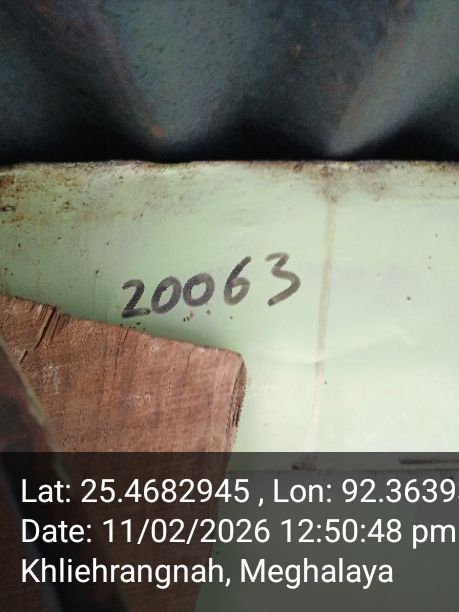 20063
Lat: 25.4682945 , Lon: 92.3639
Date: 11/02/2026 12:50:48 pm
Khliehrangnah, Meghalaya